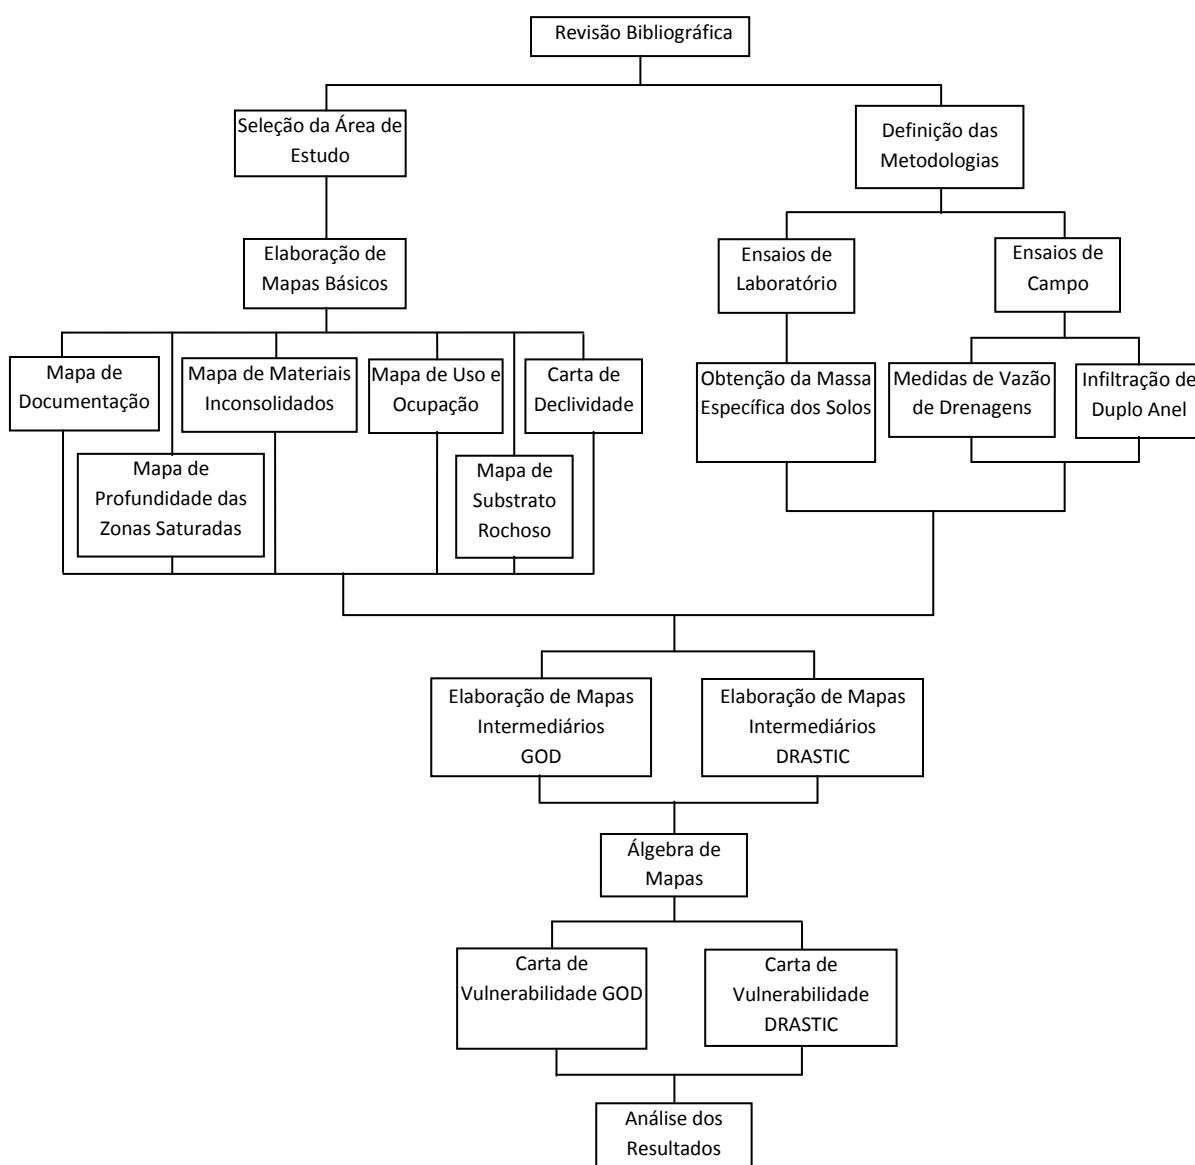 Revisão Bibliográfica
Seleção da Área de
Estudo
Definição das
Metodologias
Elaboração de
Mapas Básicos
Ensaios de
Laboratório
Ensaios de
Campo
Mapa de
Documentação
Mapa de Materiais
Inconsolidados
Mapa de Uso e
Ocupação
Carta de
Declividade
Obtenção da Massa
Específica dos Solos
Medidas de Vazão
de Drenagens
Infiltração de
Duplo Anel
Mapa de
Profundidade das
Zonas Saturadas
Mapa de
Substrato
Rochoso
Elaboração de Mapas
Intermediários
GOD
Elaboração de Mapas
Intermediários
DRASTIC
Álgebra de
Mapas
Carta de
Vulnerabilidade GOD
Carta de
Vulnerabilidade
DRASTIC
Análise dos
Resultados